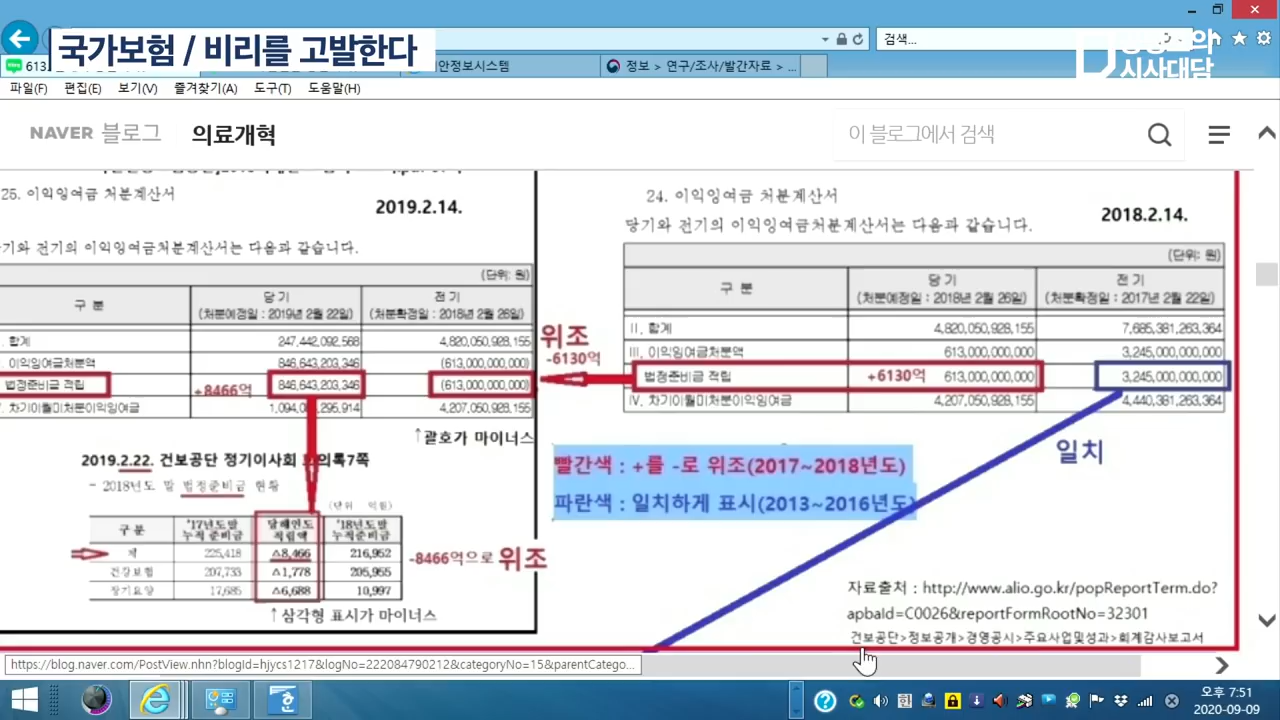 국가보험 / 비리를 고발한다
시사대담
검색...
613
안정보시스템
정보 > 연구/조사/발간자료 > ...
파일(F) 편집(E) 보기(V) 즐겨찾기(A) 도구(T) 도움말(H)
NAVER 블로그 의료개혁
이 블로그에서 검색
25. 이익잉여금 처분계산서
2019.2.14.
기와 전기의 이익잉여금처분계산서는 다음과 같습니다.
(단위: 원)
구 분 당 기 전 기
(처분예정일 : 2019년 2월 22일) (처분확정일 : 2018년 2월 26일)
. 합계 247,442,092,568 4,820,050,928,155
. 이익잉여금처분액 846,643,203,346 (613,000,000,000)
법정준비금 적립 +8466억 846,643,203,346 (613,000,000,000)
. 차기이월미처분이익잉여금 4,207,050,928,155
↑괄호가 마이너스
위조
-6130억
2019.2.22. 건보공단 정기이사회 의록7쪽
- 2018년도 말 법정준비금 현황
(단위 억원)
구 분 '17년도말 누적준비금 당해연도 적립액 '18년도말 누적준비금
계 225,418 △8,466 216,952
건강보험 207,733 △1,778 205,955
장기요양 17,685 △6,688 10,997
-8466억으로 위조
↑삼각형 표시가 마이너스
24. 이익잉여금 처분계산서
2018.2.14.
당기와 전기의 이익잉여금처분계산서는 다음과 같습니다.
(단위: 원)
구 분 당 기 전 기
(처분예정일 : 2018년 2월 26일) (처분확정일 : 2017년 2월 22일)
II. 합계 4,820,050,928,155 7,685,381,263,364
III. 이익잉여금처분액 613,000,000,000 3,245,000,000,000
법정준비금 적립 +6130억 613,000,000,000 3,245,000,000,000
IV. 차기이월미처분이익잉여금 4,207,050,928,155 4,440,381,263,364
일치
빨간색 : +를 -로 위조(2017~2018년도)
파란색 : 일치하게 표시(2013~2016년도)
자료출처 : http://www.alio.go.kr/popReportTerm.do?
apbaId=C0026&reportFormRootNo=32301
건보공단>정보공개>경영공시>주요사업및성과>회계감사보고서
https://blog.naver.com/PostView.nhn?blogId=hjycs1217&logNo=222084790212&categoryNo=15&parentCatego...
오후 7:51
2020-09-09